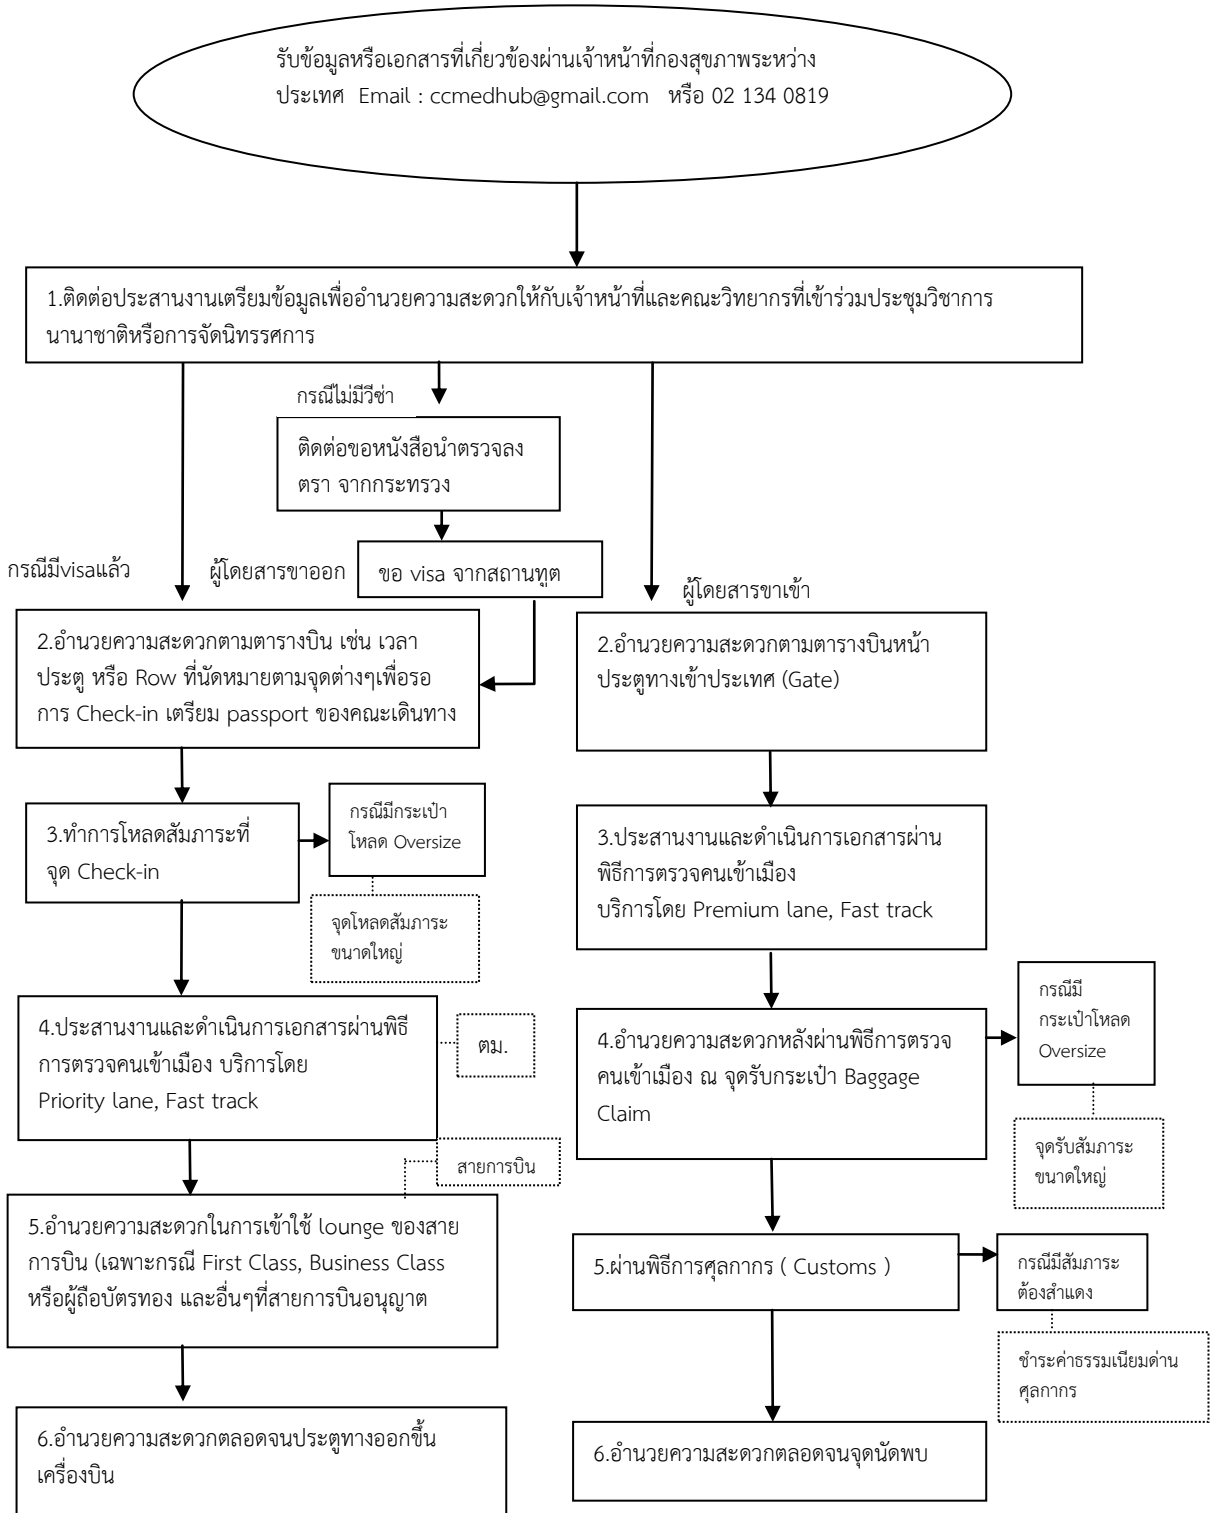 รับข้อมูลหรือเอกสารที่เกี่ยวข้องผ่านเจ้าหน้าที่กองสุขภาพระหว่าง
ประเทศ Email : ccmedhub@gmail.com หรือ 02 134 0819
1.ติดต่อประสานงานเตรียมข้อมูลเพื่ออำนวยความสะดวกให้กับเจ้าหน้าที่และคณะวิทยากรที่เข้าร่วมประชุมวิชาการ
นานาชาติหรือการจัดนิทรรศการ
กรณีไม่มีวีซ่า
ติดต่อขอหนังสือนำตรวจลง
ตรา จากกระทรวง
กรณีมีvisaแล้ว
ผู้โดยสารขาออก
ขอ visa จากสถานทูต
ผู้โดยสารขาเข้า
2.อำนวยความสะดวกตามตารางบิน เช่น เวลา
ประตู หรือ Row ที่นัดหมายตามจุดต่างๆเพื่อรอ
การ Check-in เตรียม passport ของคณะเดินทาง
2.อำนวยความสะดวกตามตารางบินหน้า
ประตูทางเข้าประเทศ (Gate)
3.ทำการโหลดสัมภาระที่
จุด Check-in
กรณีมีกระเป๋า
โหลด Oversize
จุดโหลดสัมภาระ
ขนาดใหญ่
3.ประสานงานและดำเนินการเอกสารผ่าน
พิธีการตรวจคนเข้าเมือง
บริการโดย Premium lane, Fast track
4.ประสานงานและดำเนินการเอกสารผ่านพิธี
การตรวจคนเข้าเมือง บริการโดย
Priority lane, Fast track
ตม.
4.อำนวยความสะดวกหลังผ่านพิธีการตรวจ
คนเข้าเมือง ณ จุดรับกระเป๋า Baggage
Claim
กรณีมี
กระเป๋าโหลด
Oversize
จุดรับสัมภาระ
ขนาดใหญ่
สายการบิน
5.อำนวยความสะดวกในการเข้าใช้ lounge ของสาย
การบิน (เฉพาะกรณี First Class, Business Class
หรือผู้ถือบัตรทอง และอื่นๆที่สายการบินอนุญาต
5.ผ่านพิธีการศุลกากร ( Customs )
กรณีมีสัมภาระ
ต้องสำแดง
ชำระค่าธรรมเนียมด่าน
ศุลกากร
6.อำนวยความสะดวกตลอดจนประตูทางออกขึ้น
เครื่องบิน
6.อำนวยความสะดวกตลอดจนจุดนัดพบ